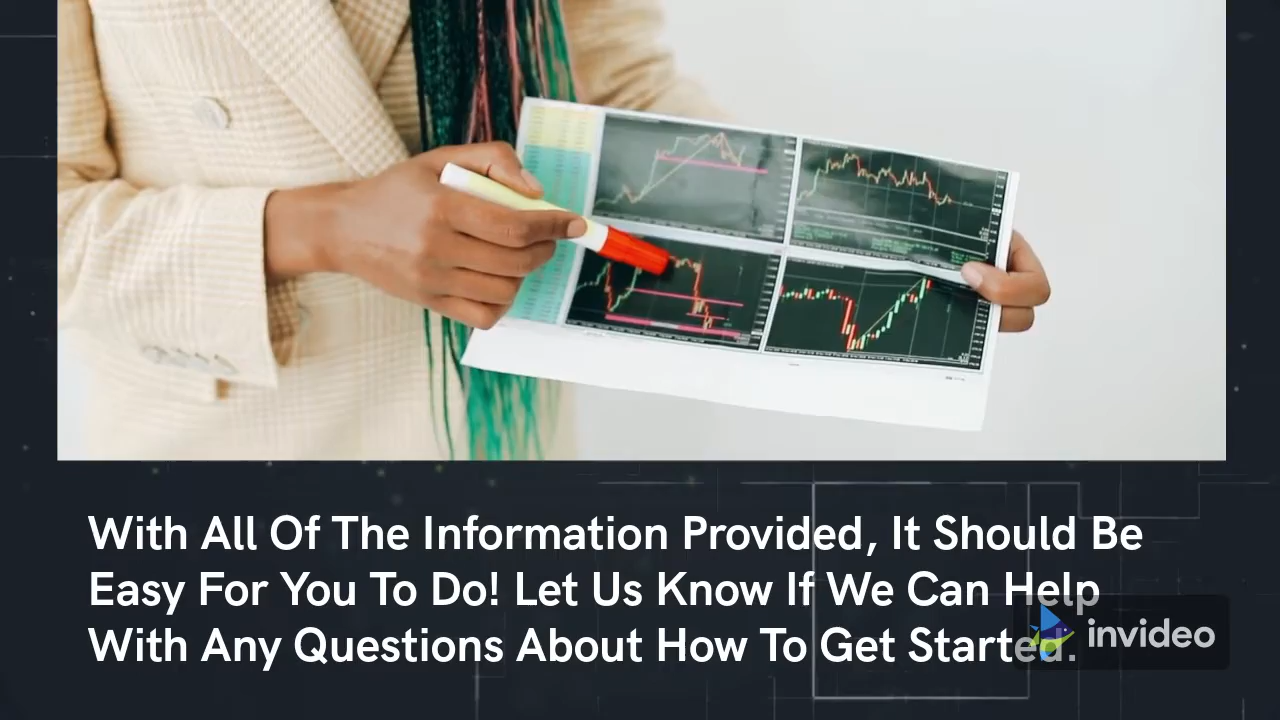 With All Of The Information Provided, It Should Be
Easy For You To Do! Let Us Know If We Can Help
With Any Questions About How To Get Started.
invideo